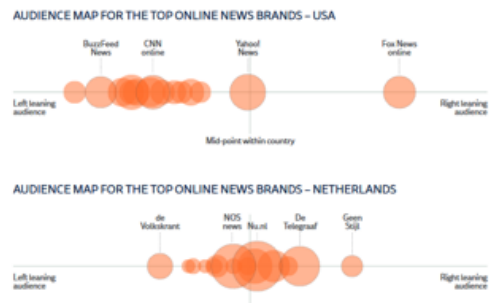 AUDIENCE MAP FOR THE TOP ONLINE NEWS BRANDS – USA
BuzzFeed
News
CNN
online
Yahoo!
News
Fox News
online
Left leaning
audience
Right leaning
audience
Mid-point within country
AUDIENCE MAP FOR THE TOP ONLINE NEWS BRANDS – NETHERLANDS
de
Volkskrant
NOS
news
Nu.nl
De
Telegraaf
Geen
Stijl
Left leaning
audience
Right leaning
audience